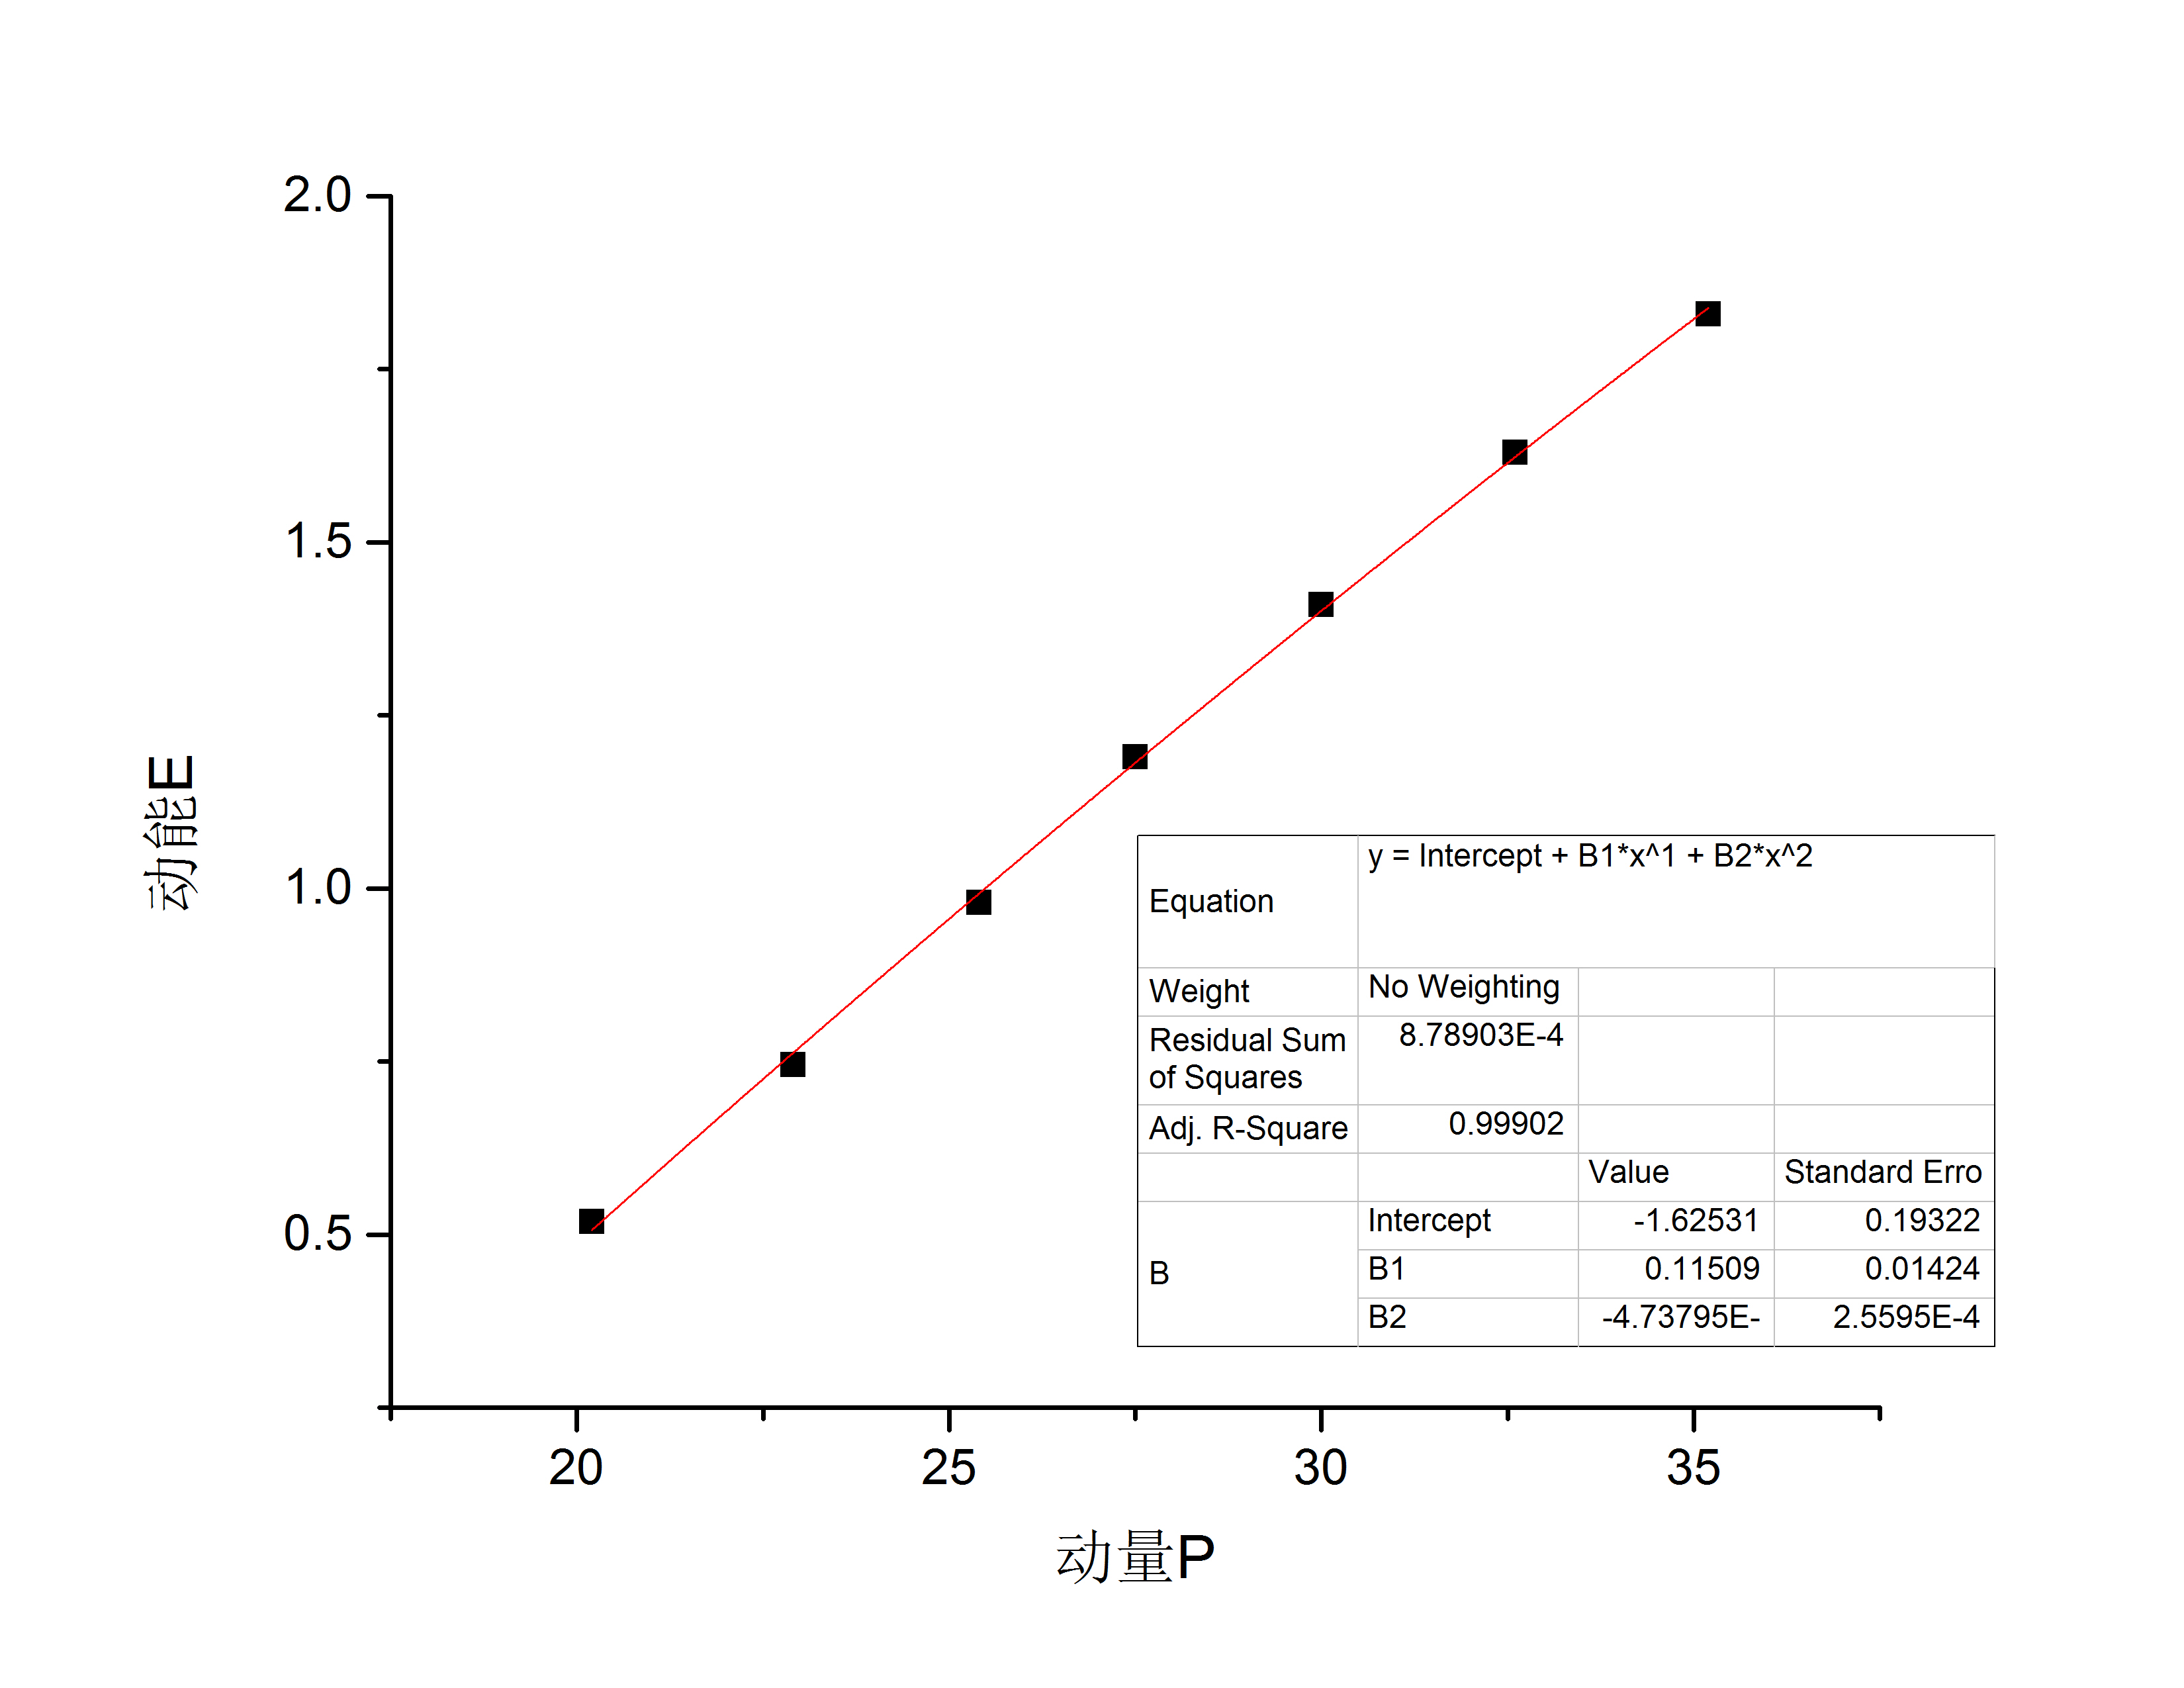 2.0
1.5
1.0
0.5
动能E
20 25 30 35
动量P
Equation
y = Intercept + B1*x^1 + B2*x^2
Weight No Weighting
Residual Sum of Squares 8.78903E-4
Adj. R-Square 0.99902
Value Standard Erro
B
Intercept -1.62531 0.19322
B1 0.11509 0.01424
B2 -4.73795E- 2.5595E-4